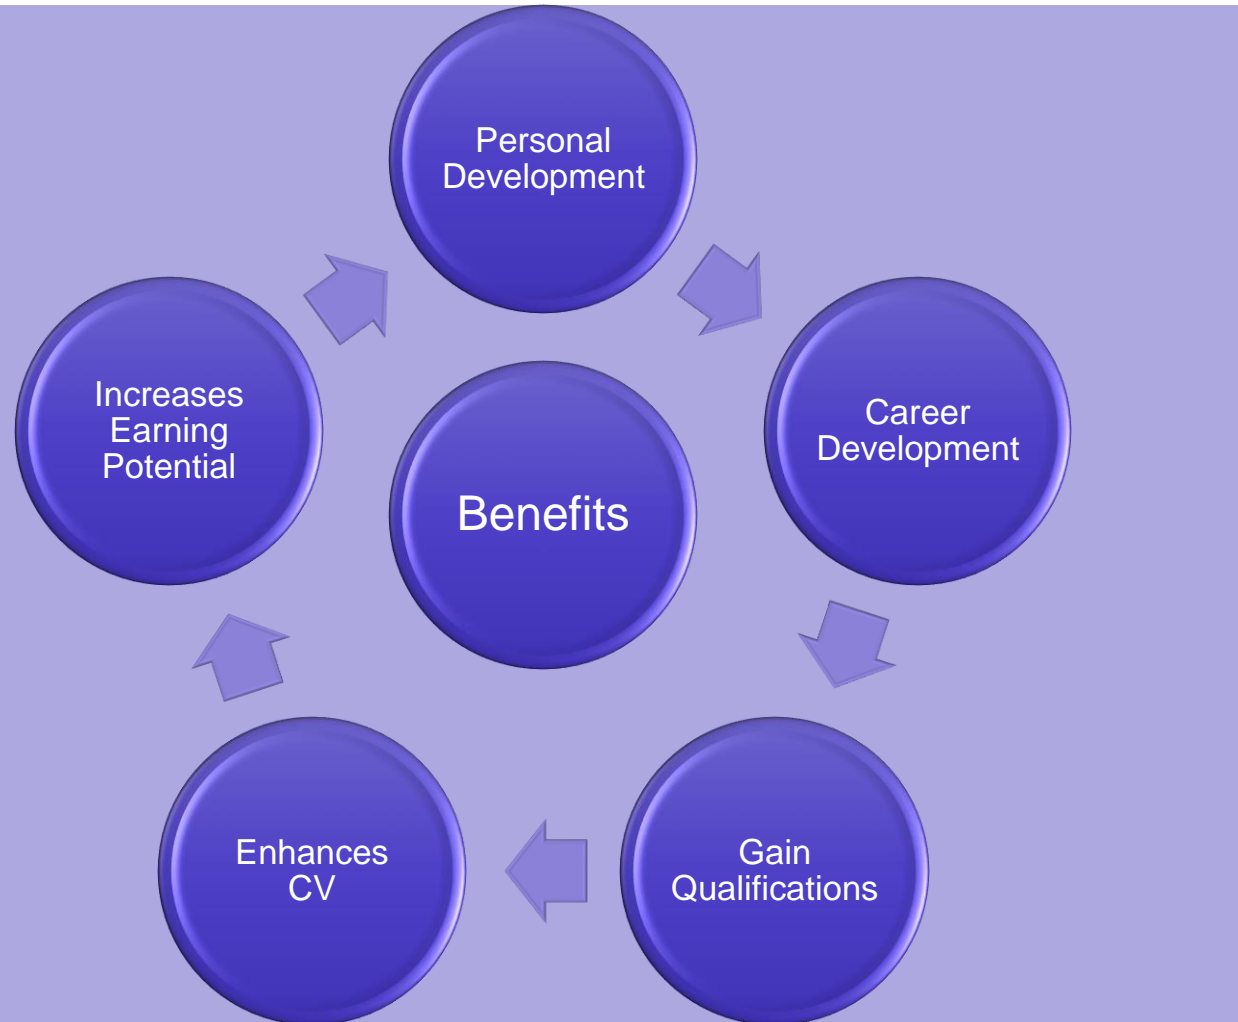 Personal
Development
Career
Development
Gain
Qualifications
Enhances
CV
Increases
Earning
Potential
Benefits